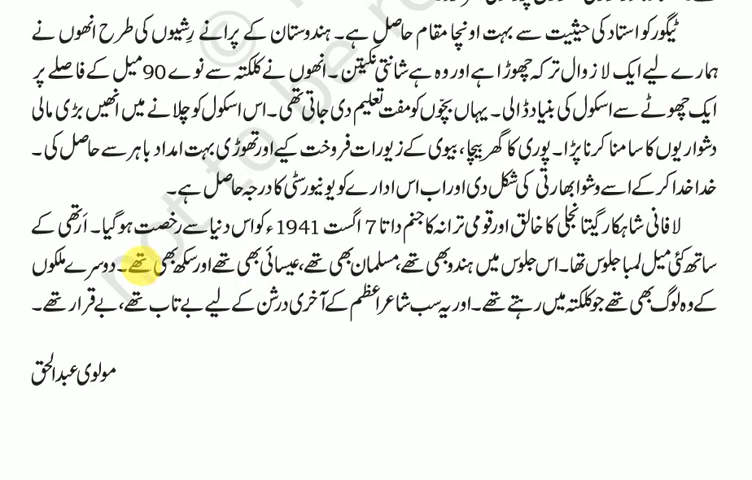 ٹیگور کو استاد کی حیثیت سے بہت اونچا مقام حاصل ہے۔ ہندوستان کے پرانے رِشیوں کی طرح انھوں نے
ہمارے لیے ایک لازوال ترکہ چھوڑا ہے اور وہ ہے شانتی نکیتن۔ انھوں نے کلکتہ سے نوے 90 میل کے فاصلے پر
ایک چھوٹے سے اسکول کی بنیاد ڈالی۔ یہاں بچّوں کو مفت تعلیم دی جاتی تھی۔ اس اسکول کو چلانے میں انھیں بڑی مالی
دشواریوں کا سامنا کرنا پڑا۔ پوری کا گھر بیچا، بیوی کے زیورات فروخت کیے اور تھوڑی بہت امداد باہر سے حاصل کی۔
خدا خدا کر کے اسے وشوا بھارتی کی شکل دی اور اب اس ادارے کو یونیورسٹی کا درجہ حاصل ہے۔
لافانی شاہکار گیتانجلی کا خالق اور قومی ترانہ کا جنم داتا 7 اگست 1941ء کو اس دنیا سے رخصت ہو گیا۔ اَرتھی کے
ساتھ کئی میل لمبا جلوس تھا۔ اس جلوس میں ہندو بھی تھے، مسلمان بھی تھے، عیسائی بھی تھے اور سکھ بھی تھے۔ دوسرے ملکوں
کے وہ لوگ بھی تھے جو کلکتہ میں رہتے تھے۔ اور یہ سب شاعرِ اعظم کے آخری درشن کے لیے بے تاب تھے، بے قرار تھے۔
مولوی عبدالحق